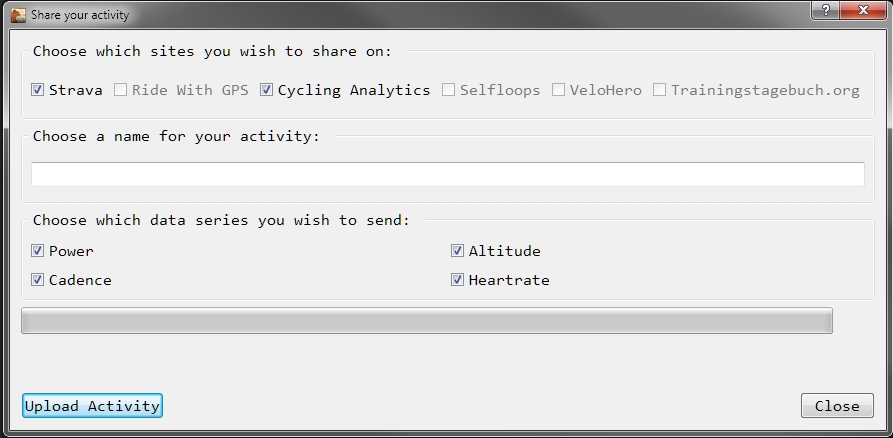 Share your activity
Choose which sites you wish to share on:
Strava Ride With GPS Cycling Analytics Selfloops VeloHero Trainingstagebuch.org
Choose a name for your activity:
Choose which data series you wish to send:
Power Altitude
Cadence Heartrate
Upload Activity Close